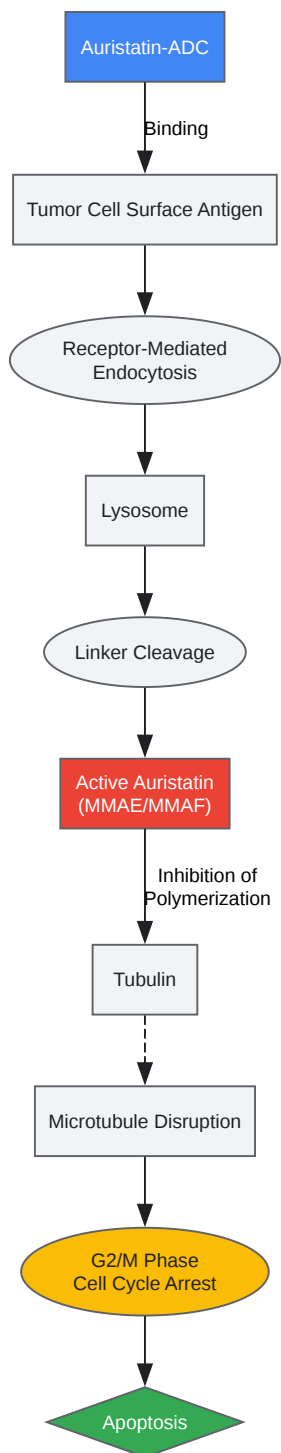 Auristatin-ADC
Binding
Tumor Cell Surface Antigen
Receptor-Mediated
Endocytosis
Lysosome
Linker Cleavage
Active Auristatin
(MMAE/MMAF)
Inhibition of
Polymerization
Tubulin
Microtubule Disruption
G2/M Phase
Cell Cycle Arrest
Apoptosis